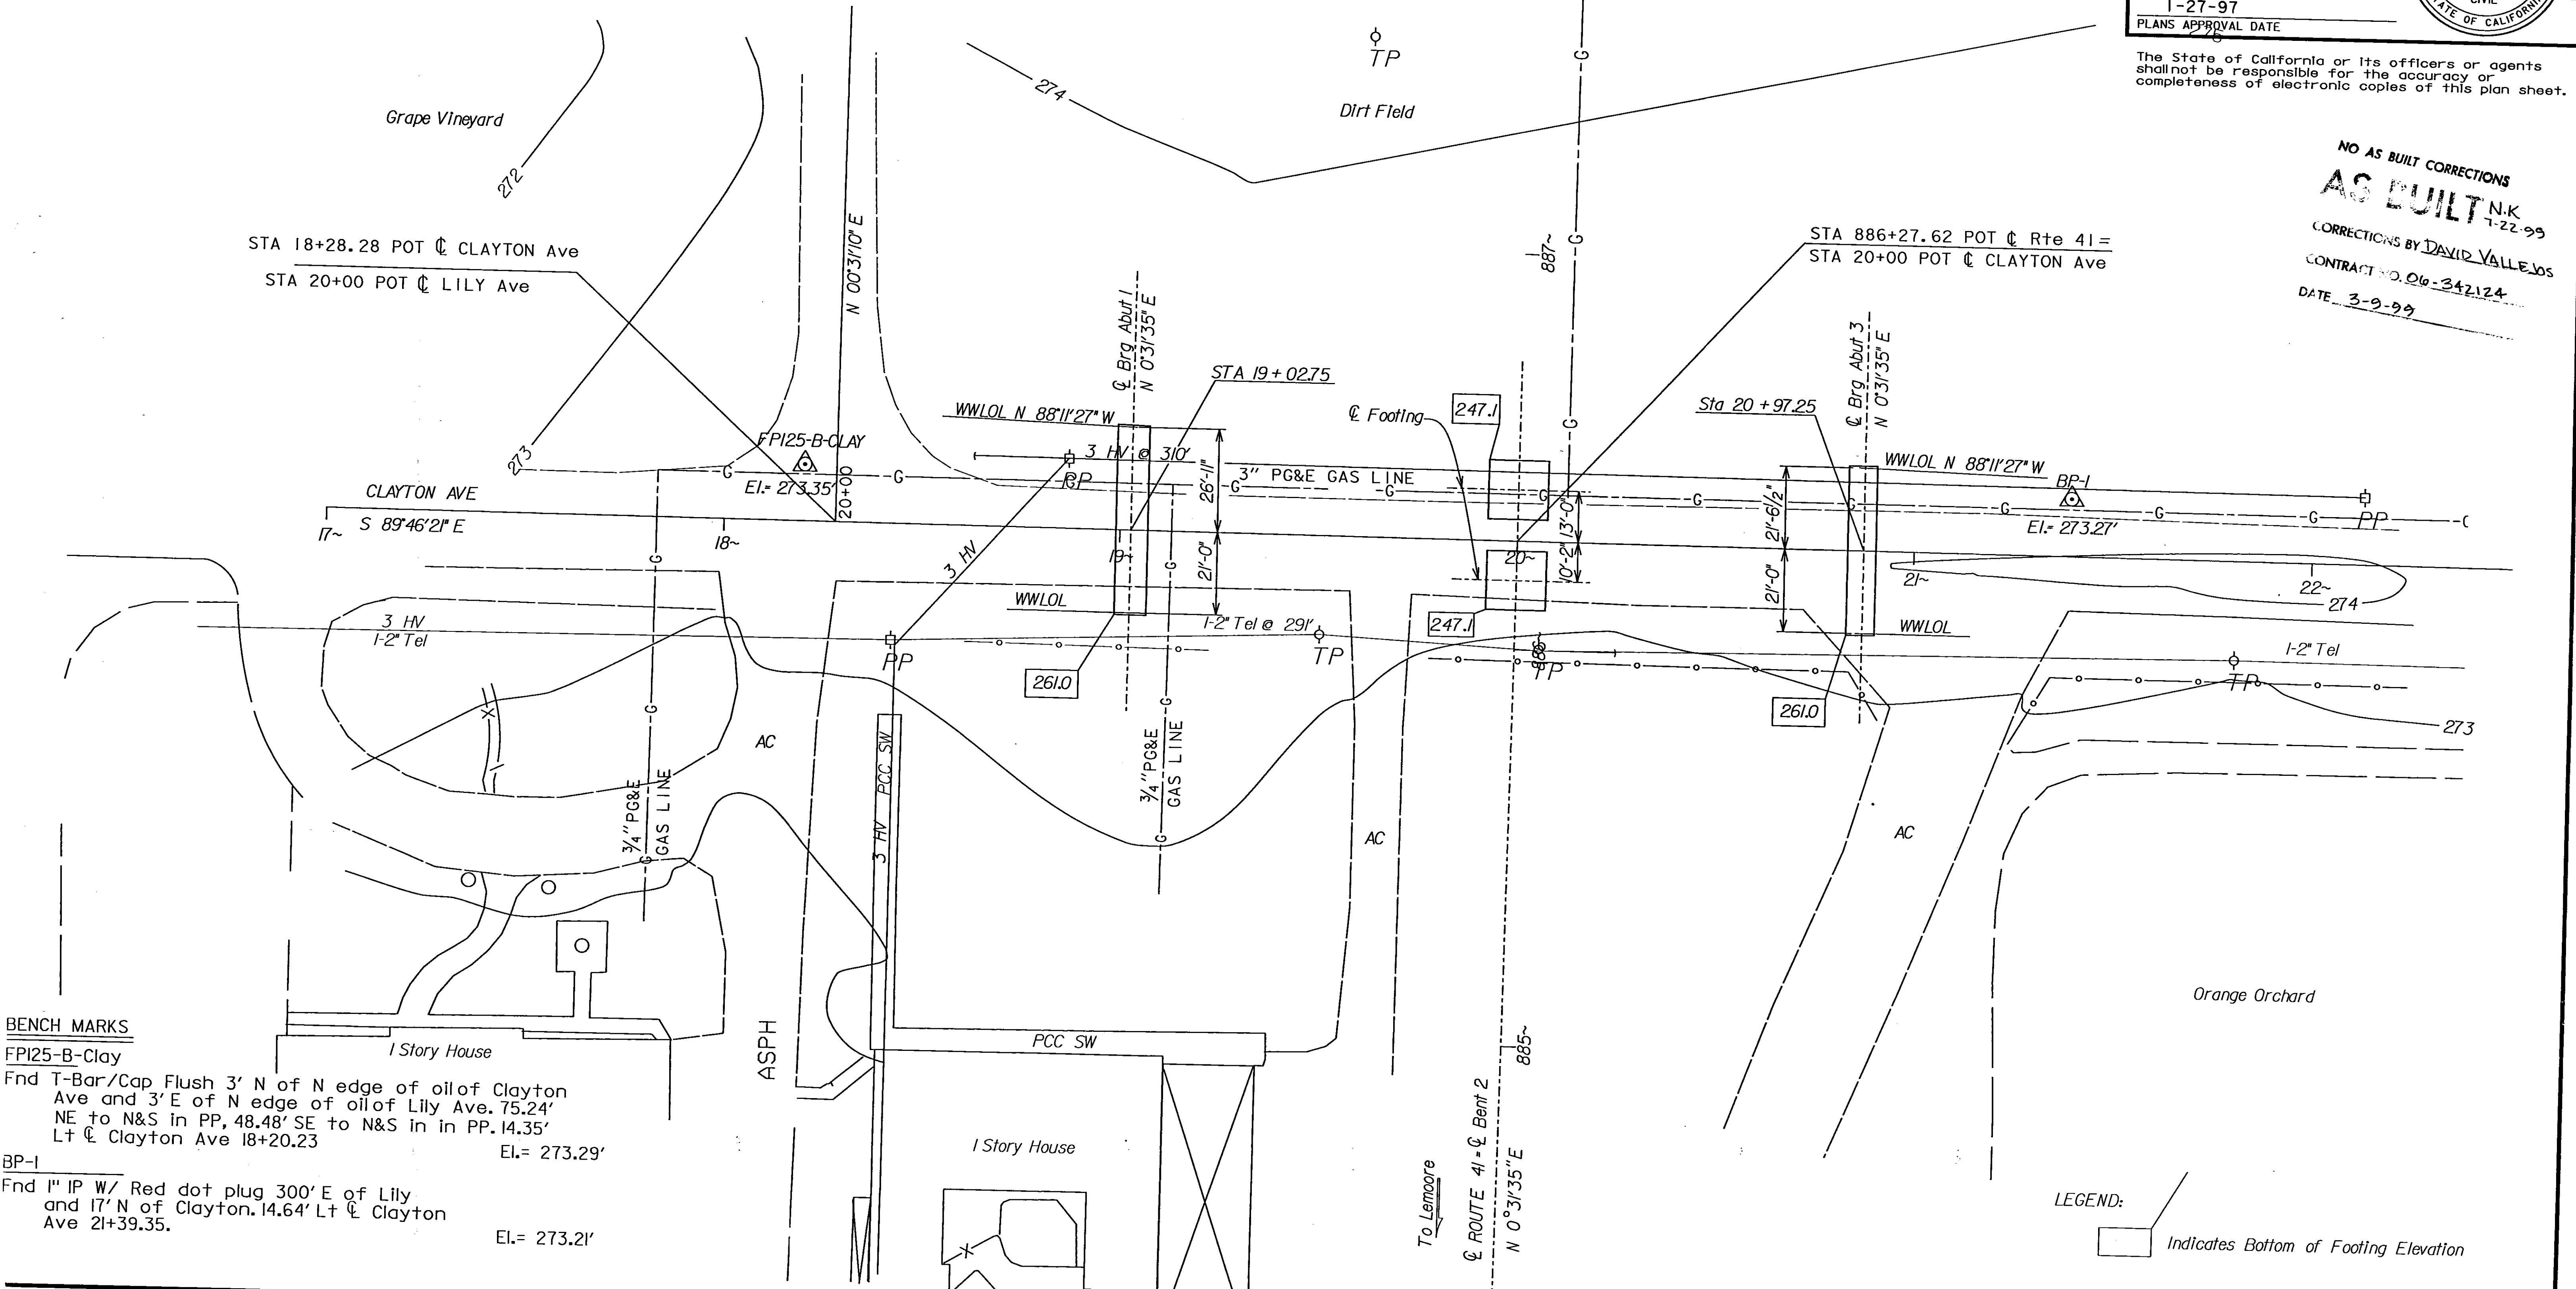 1-27-97
PLANS APPROVAL DATE
CIVIL
STATE OF CALIFORNIA
The State of California or its officers or agents
shall not be responsible for the accuracy or
completeness of electronic copies of this plan sheet.
NO AS BUILT CORRECTIONS
AS BUILT
N.K
7-22-99
CORRECTIONS BY DAVID VALLEJOS
CONTRACT NO. 06-342124
DATE 3-9-99
Grape Vineyard
272
273
274
TP
Dirt Field
G
N 00°31'10" E
STA 18+28.28 POT ℄ CLAYTON Ave
STA 20+00 POT ℄ LILY Ave
STA 886+27.62 POT ℄ Rte 41 =
STA 20+00 POT ℄ CLAYTON Ave
887~
℄ Brg Abut 1
N 0°31'35" E
STA 19 + 02.75
℄ Brg Abut 3
N 0°31'35" E
Sta 20 + 97.25
℄ Footing
247.1
WWLOL N 88°11'27" W
WWLOL N 88°11'27" W
FP125-B-CLAY
El.= 273.35'
20+00
3 HV @ 310'
PP
3" PG&E GAS LINE
26'-11"
21'-0"
13'-0"
10'-2"
21'-6 1/2"
21'-0"
BP-1
El.= 273.27'
PP
CLAYTON AVE
S 89°46'21" E
17~
18~
19~
20~
21~
22~
274
3 HV
WWLOL
WWLOL
3 HV
1-2" Tel
PP
1-2" Tel @ 291'
TP
247.1
886
TP
1-2" Tel
TP
261.0
261.0
273
AC
AC
AC
3/4" PG&E
GAS LINE
3/4" PG&E
GAS LINE
3 HV PCC SW
PCC SW
ASPH
1 Story House
1 Story House
885~
To Lemoore
℄ ROUTE 41 = ℄ Bent 2
N 0°31'35" E
Orange Orchard
BENCH MARKS
FP125-B-Clay
Fnd T-Bar/Cap Flush 3' N of N edge of oil of Clayton
Ave and 3' E of N edge of oil of Lily Ave. 75.24'
NE to N&S in PP, 48.48' SE to N&S in in PP. 14.35'
Lt ℄ Clayton Ave 18+20.23
El.= 273.29'
BP-1
Fnd 1" IP W/ Red dot plug 300' E of Lily
and 17' N of Clayton. 14.64' Lt ℄ Clayton
Ave 21+39.35.
El.= 273.21'
LEGEND:
Indicates Bottom of Footing Elevation